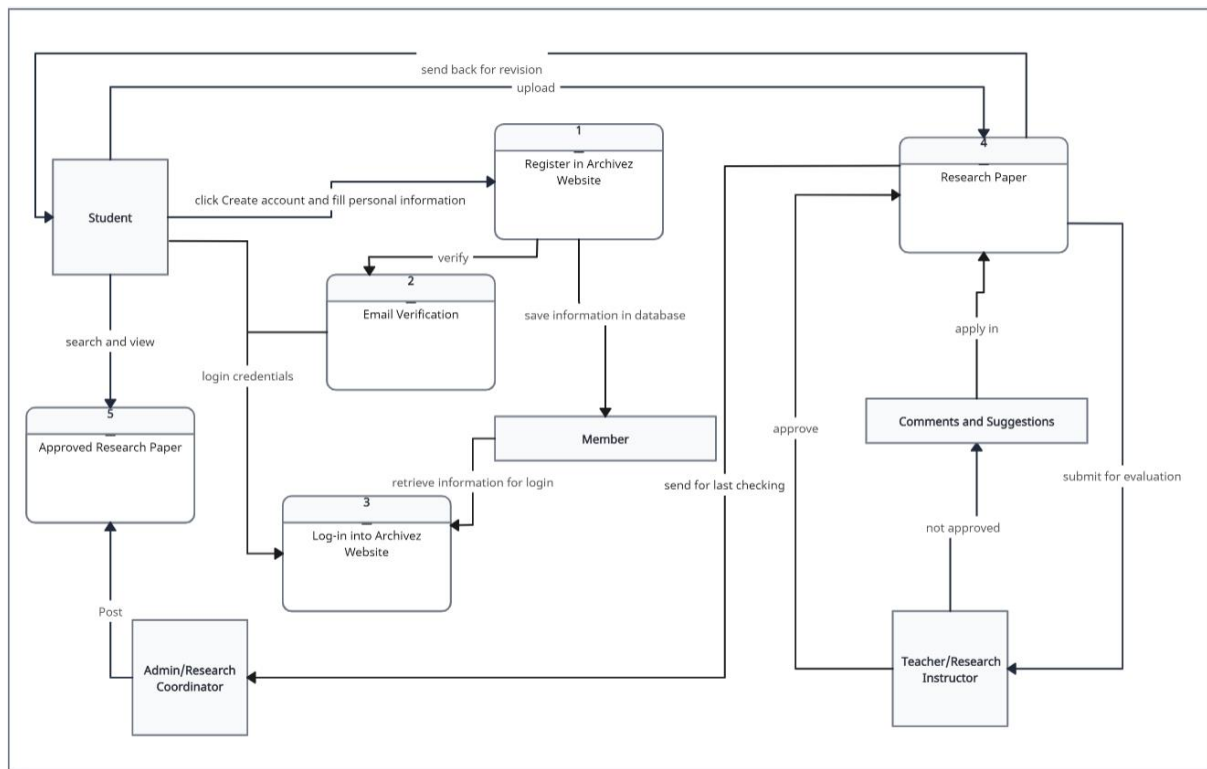 send back for revision
upload
1
Register in Archivez
Website
4
Research Paper
click Create account and fill personal information
Student
verify
2
Email Verification
save information in database
search and view
apply in
login credentials
5
Approved Research Paper
Member
Comments and Suggestions
approve
retrieve information for login
send for last checking
submit for evaluation
3
Log-in into Archivez
Website
not approved
Post
Admin/Research
Coordinator
Teacher/Research
Instructor